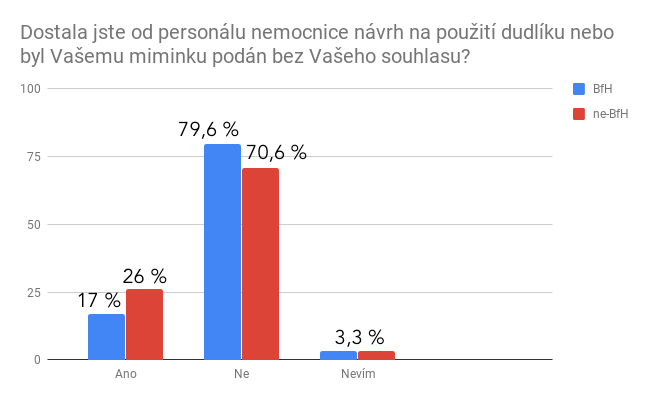 Dostala jste od personálu nemocnice návrh na použití dudlíku nebo
byl Vašemu miminku podán bez Vašeho souhlasu?
100
75
50
25
0
79,6 %
70,6 %
26 %
17 %
3,3 %
Ano
Ne
Nevím
BfH
ne-BfH